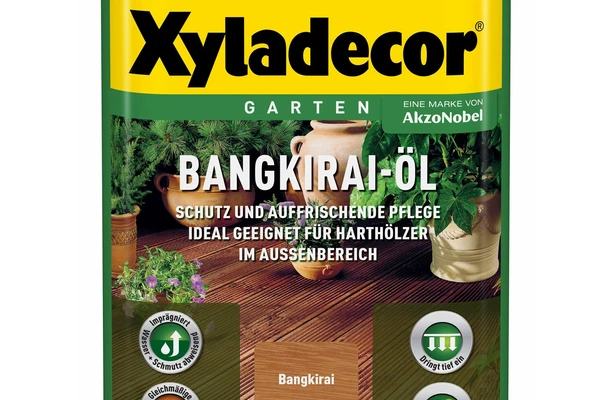 Xyladecor®
GARTEN
EINE MARKE VON
AkzoNobel
BANGKIRAI-ÖL
SCHUTZ UND AUFFRISCHENDE PFLEGE
IDEAL GEEIGNET FÜR HARTHÖLZER
IM AUSSENBEREICH
Imprägniert
Wasser + Schmutz abweisend
Dringt tief ein
Bangkirai
Gleichmäßige